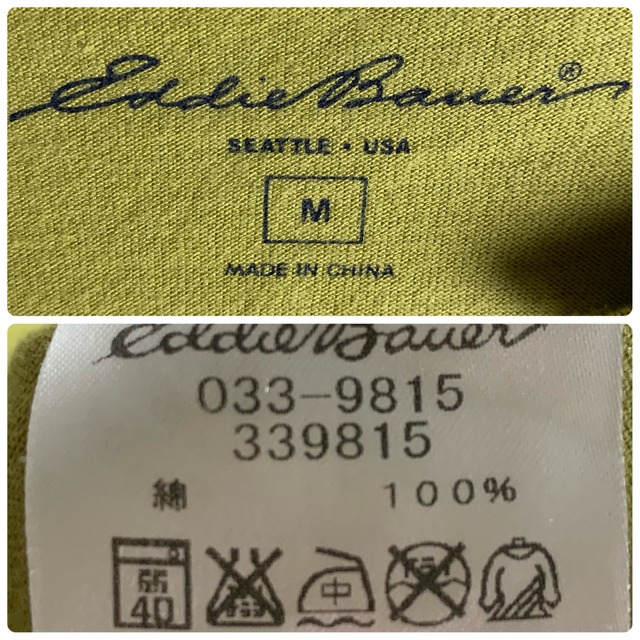 Eddie Bauer®
SEATTLE • USA
M
MADE IN CHINA
Eddie Bauer
033-9815
339815
綿 100%
弱
40
中